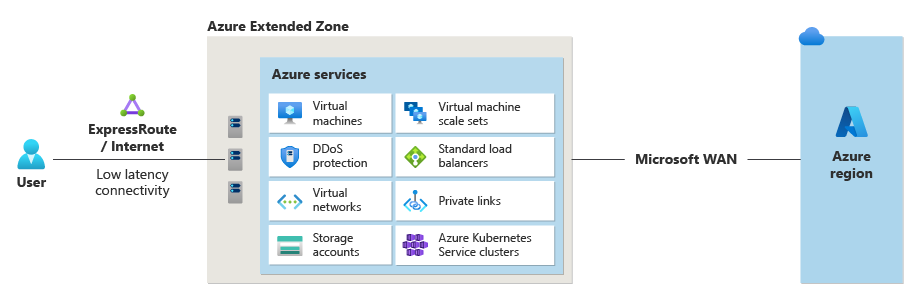 Azure Extended Zone
Azure services
Virtual
machines
Virtual machine
scale sets
DDoS
protection
Standard load
balancers
Virtual
networks
Private links
Storage
accounts
Azure Kubernetes
Service clusters
ExpressRoute
/ Internet
Low latency
connectivity
User
Microsoft WAN
Azure
region